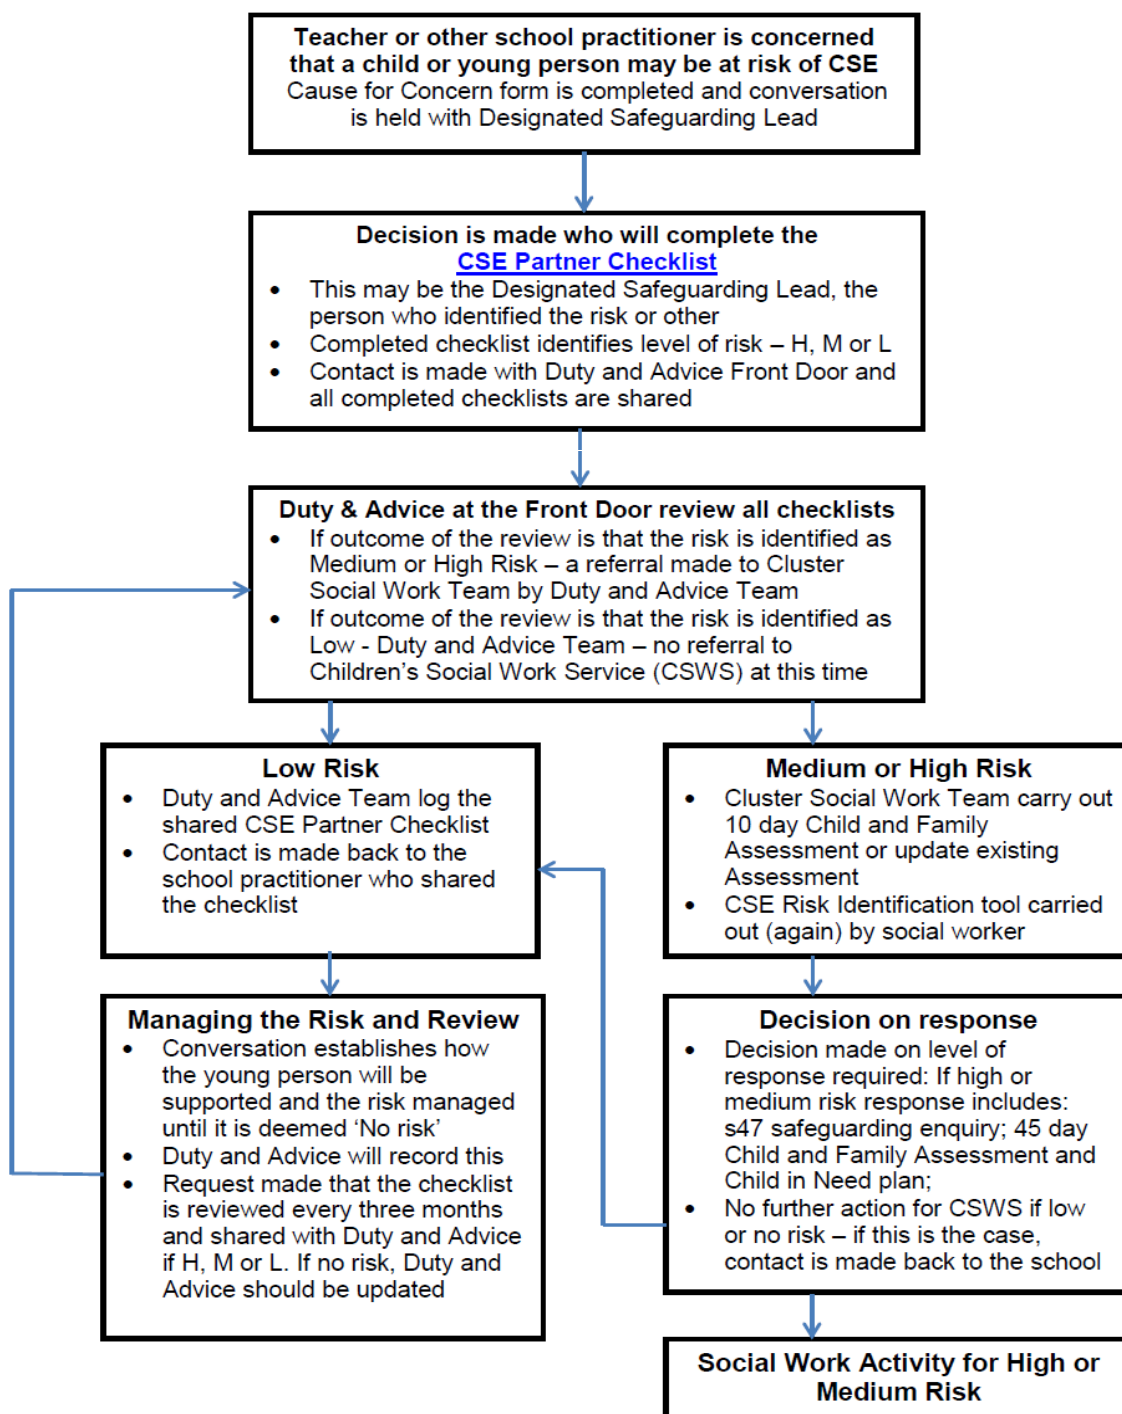 Teacher or other school practitioner is concerned
that a child or young person may be at risk of CSE
Cause for Concern form is completed and conversation
is held with Designated Safeguarding Lead
Decision is made who will complete the
CSE Partner Checklist
• This may be the Designated Safeguarding Lead, the
person who identified the risk or other
• Completed checklist identifies level of risk – H, M or L
• Contact is made with Duty and Advice Front Door and
all completed checklists are shared
Duty & Advice at the Front Door review all checklists
• If outcome of the review is that the risk is identified as
Medium or High Risk – a referral made to Cluster
Social Work Team by Duty and Advice Team
• If outcome of the review is that the risk is identified as
Low - Duty and Advice Team – no referral to
Children’s Social Work Service (CSWS) at this time
Low Risk
• Duty and Advice Team log the
shared CSE Partner Checklist
• Contact is made back to the
school practitioner who shared
the checklist
Medium or High Risk
• Cluster Social Work Team carry out
10 day Child and Family
Assessment or update existing
Assessment
• CSE Risk Identification tool carried
out (again) by social worker
Managing the Risk and Review
• Conversation establishes how
the young person will be
supported and the risk managed
until it is deemed ‘No risk’
• Duty and Advice will record this
• Request made that the checklist
is reviewed every three months
and shared with Duty and Advice
if H, M or L. If no risk, Duty and
Advice should be updated
Decision on response
• Decision made on level of
response required: If high or
medium risk response includes:
s47 safeguarding enquiry; 45 day
Child and Family Assessment and
Child in Need plan;
• No further action for CSWS if low
or no risk – if this is the case,
contact is made back to the school
Social Work Activity for High or
Medium Risk